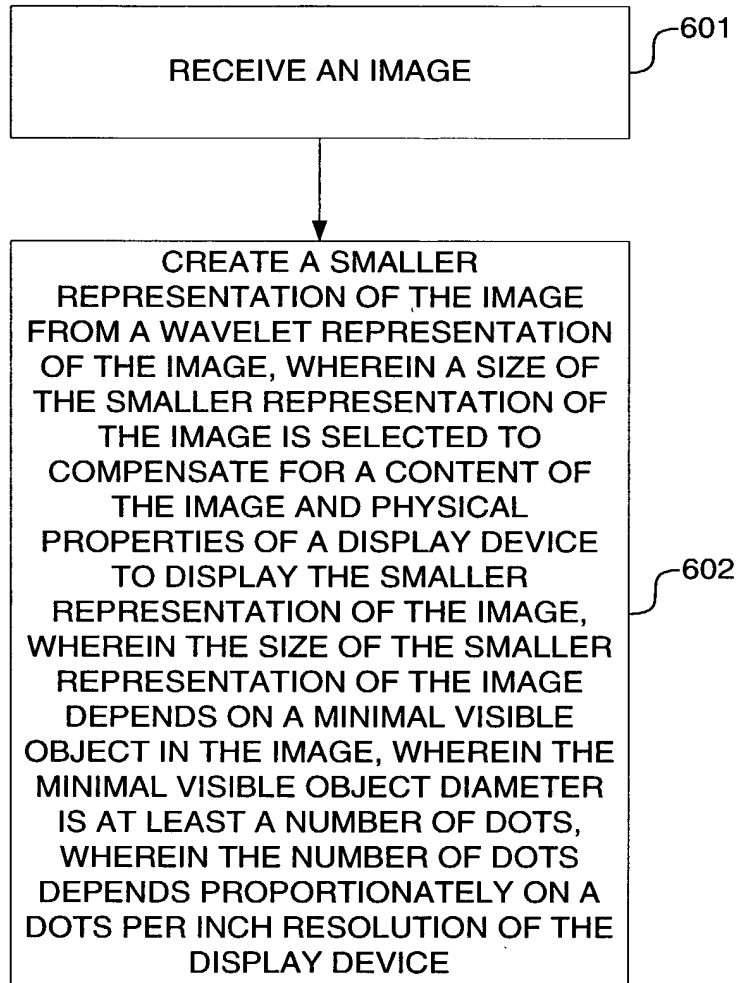 RECEIVE AN IMAGE
601
CREATE A SMALLER
REPRESENTATION OF THE IMAGE
FROM A WAVELET REPRESENTATION
OF THE IMAGE, WHEREIN A SIZE OF
THE SMALLER REPRESENTATION OF
THE IMAGE IS SELECTED TO
COMPENSATE FOR A CONTENT OF
THE IMAGE AND PHYSICAL
PROPERTIES OF A DISPLAY DEVICE
TO DISPLAY THE SMALLER
REPRESENTATION OF THE IMAGE,
WHEREIN THE SIZE OF THE SMALLER
REPRESENTATION OF THE IMAGE
DEPENDS ON A MINIMAL VISIBLE
OBJECT IN THE IMAGE, WHEREIN THE
MINIMAL VISIBLE OBJECT DIAMETER
IS AT LEAST A NUMBER OF DOTS,
WHEREIN THE NUMBER OF DOTS
DEPENDS PROPORTIONATELY ON A
DOTS PER INCH RESOLUTION OF THE
DISPLAY DEVICE
602